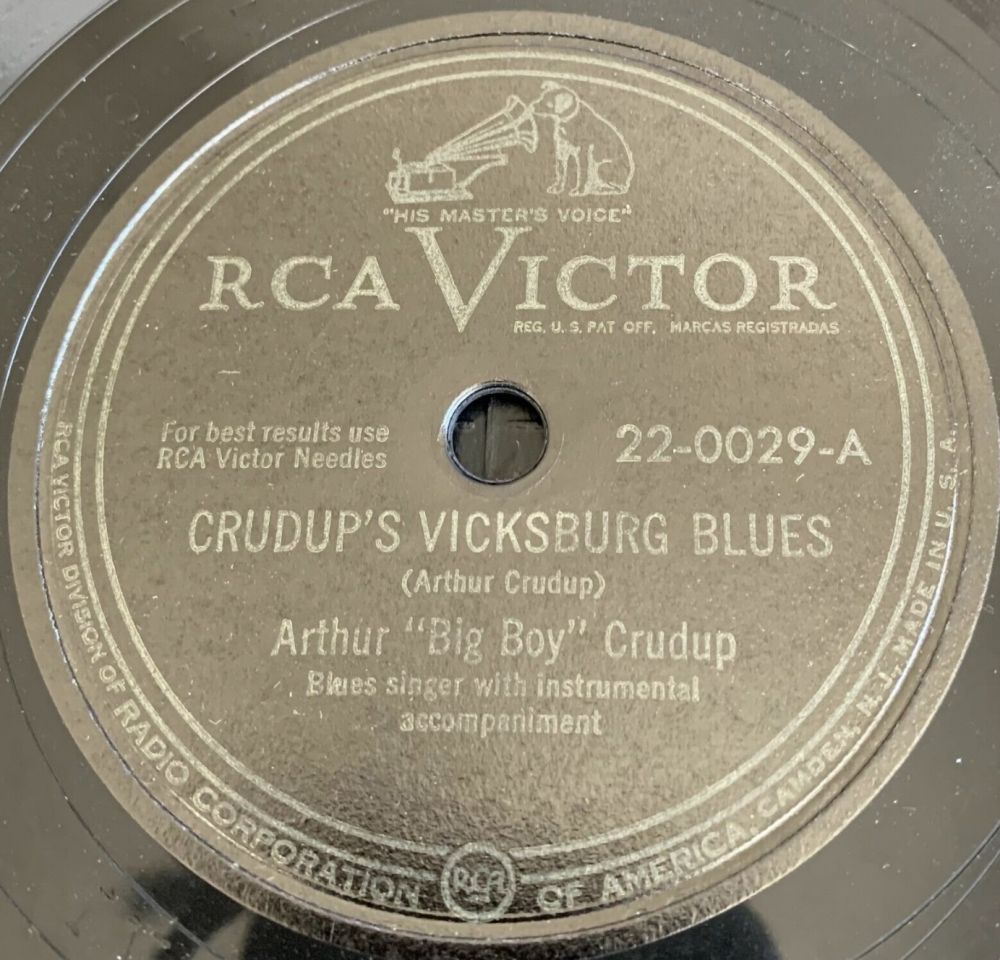 "HIS MASTER'S VOICE"
RCA VICTOR
REG. U. S. PAT. OFF. MARCAS REGISTRADAS
For best results use
RCA Victor Needles
22-0029-A
CRUDUP'S VICKSBURG BLUES
(Arthur Crudup)
Arthur "Big Boy" Crudup
Blues singer with instrumental
accompaniment
RCA VICTOR DIVISION OF RADIO CORPORATION OF AMERICA, CAMDEN, N. J., MADE IN U. S. A.
RCA